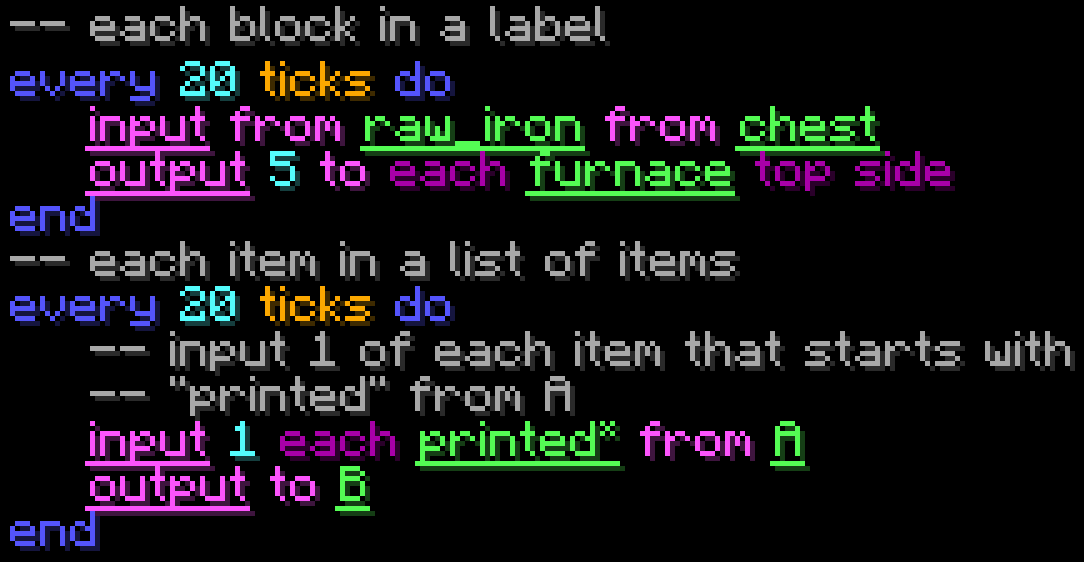 -- each block in a label
every 20 ticks do
input from raw_iron from chest
output 5 to each furnace top side
end
-- each item in a list of items
every 20 ticks do
-- input 1 of each item that starts with
-- "printed" from A
input 1 each printed* from A
output to B
end